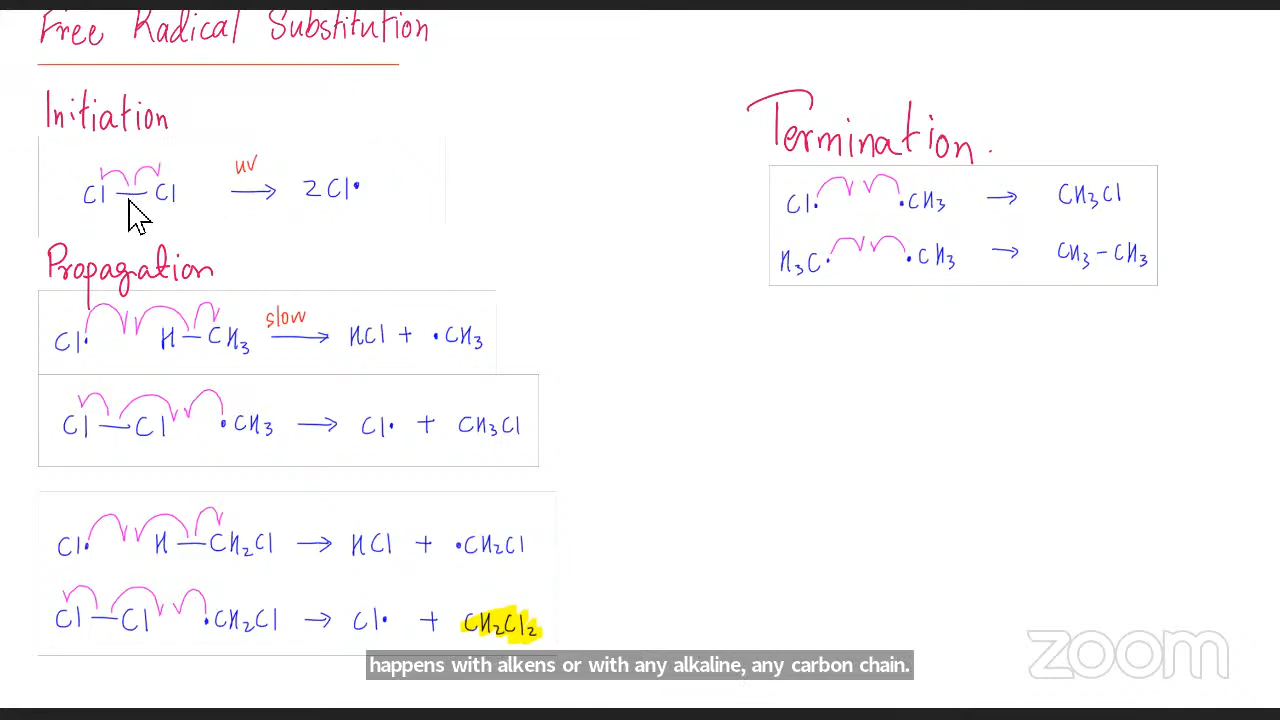 Free Radical Substitution
Initiation
Cl—Cl uv → 2Cl•
Propagation
Cl• H—CH₃ slow → HCl + •CH₃
Cl—Cl •CH₃ → Cl• + CH₃Cl
Cl• H—CH₂Cl → HCl + •CH₂Cl
Cl—Cl •CH₂Cl → Cl• + CH₂Cl₂
Termination.
Cl• •CH₃ → CH₃Cl
H₃C• •CH₃ → CH₃–CH₃
happens with alkens or with any alkaline, any carbon chain.
zoom